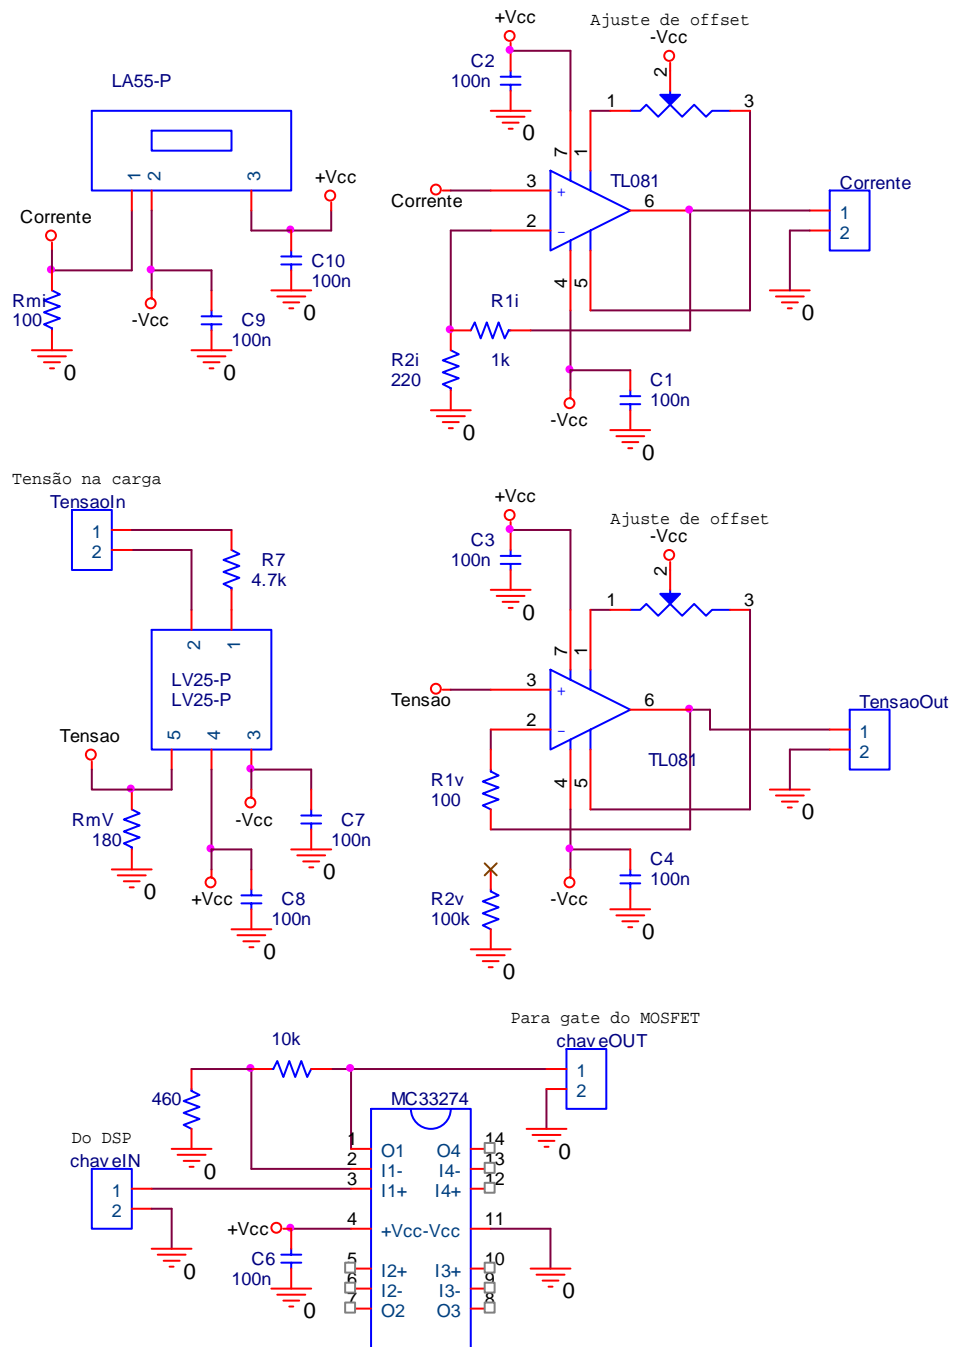 LA55-P
1 2 3
+Vcc
Corrente
Rmi
100
0
-Vcc
C9
100n
0
C10
100n
0
+Vcc
C2
100n
0
Ajuste de offset
-Vcc
2
1
3
7
1
TL081
Corrente
3
+
2
-
6
4
5
R1i
1k
R2i
220
0
-Vcc
C1
100n
0
Corrente
1
2
0
Tensão na carga
TensaoIn
1
2
R7
4.7k
2 1
LV25-P
LV25-P
5 4 3
Tensao
RmV
180
0
-Vcc
C7
100n
0
+Vcc
C8
100n
0
+Vcc
C3
100n
0
Ajuste de offset
-Vcc
2
1
3
7
1
Tensao
3
+
2
-
6
TL081
4
5
R1v
100
R2v
100k
0
-Vcc
C4
100n
0
TensaoOut
1
2
0
Para gate do MOSFET
chaveOUT
1
2
0
10k
460
0
MC33274
Do DSP
chaveIN
1
2
0
1 O1 O4 14
2 I1- I4- 13
3 I1+ I4+ 12
4 +Vcc-Vcc 11
5 I2+ I3+ 10
6 I2- I3- 9
7 O2 O3 8
+Vcc
C6
100n
0
0